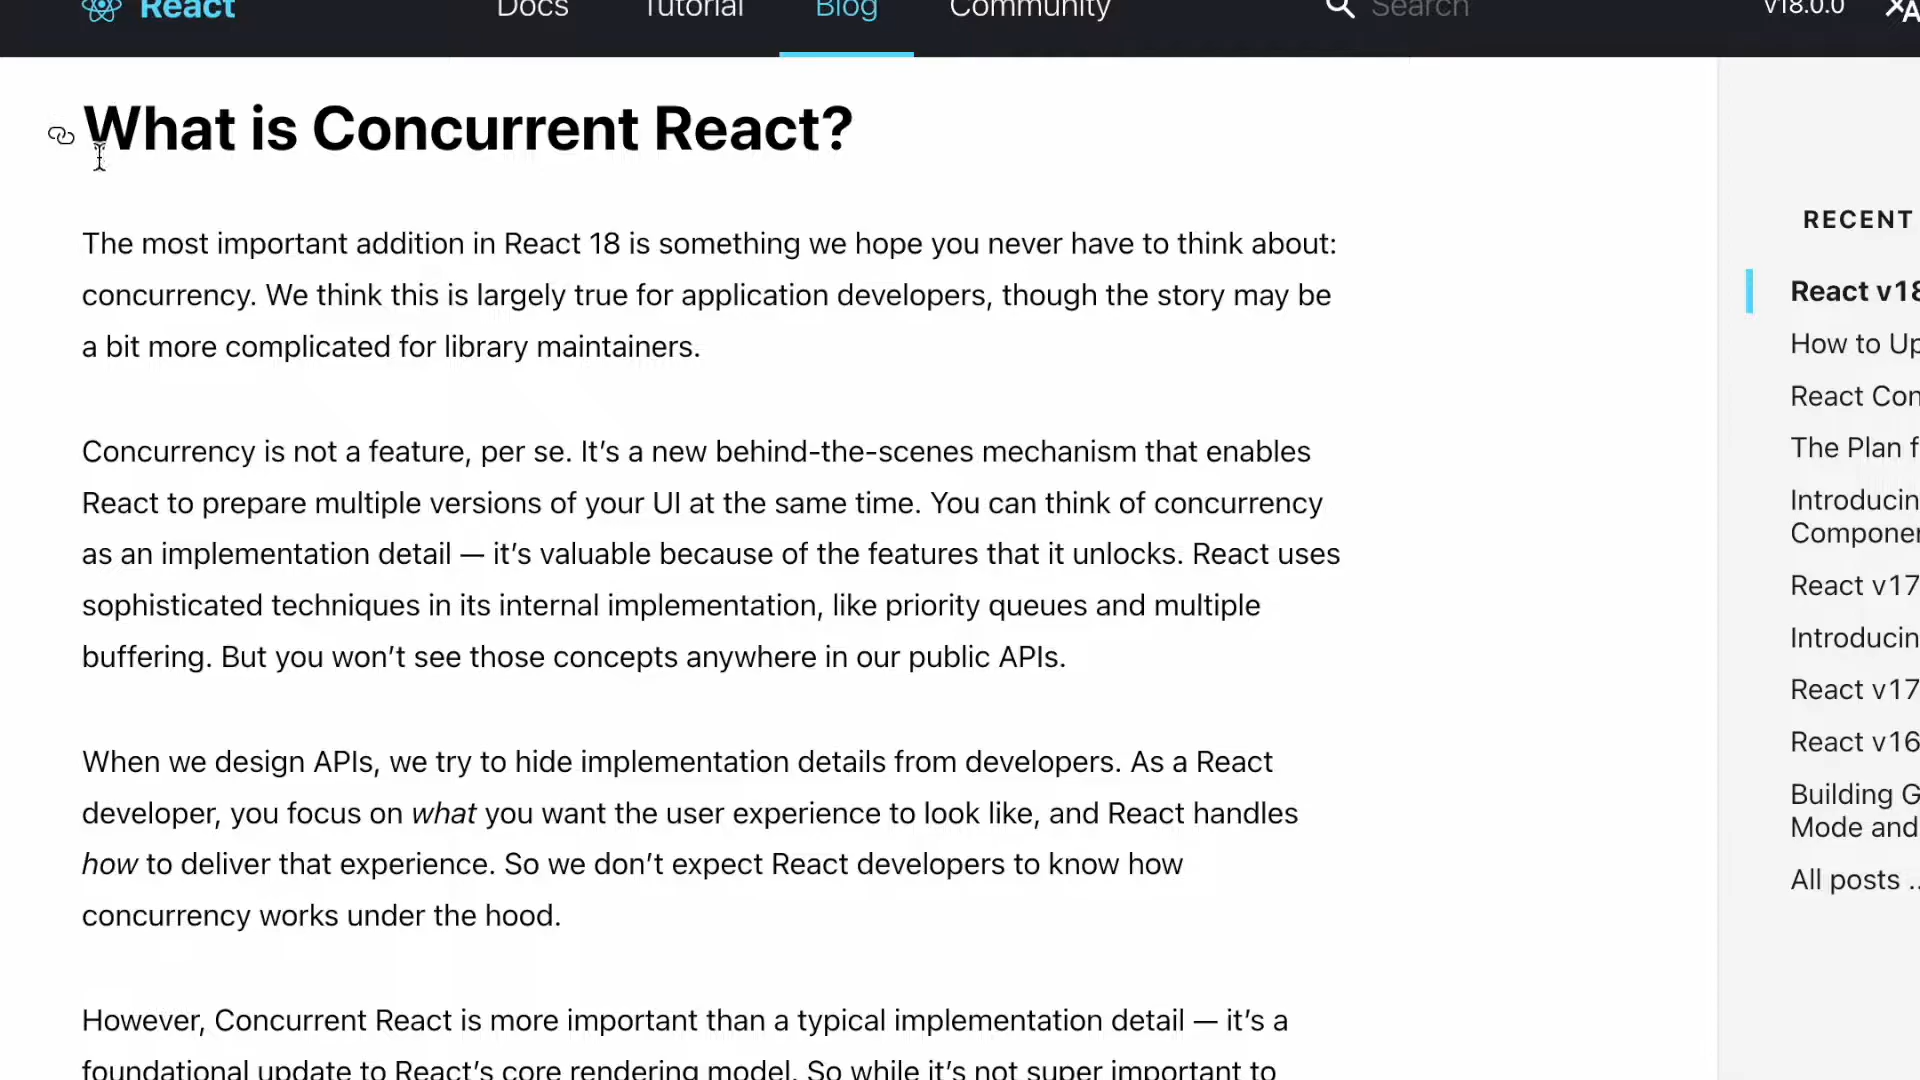 React Docs Tutorial Blog Community Search v18.0.0
What is Concurrent React?
The most important addition in React 18 is something we hope you never have to think about:
concurrency. We think this is largely true for application developers, though the story may be
a bit more complicated for library maintainers.
Concurrency is not a feature, per se. It’s a new behind-the-scenes mechanism that enables
React to prepare multiple versions of your UI at the same time. You can think of concurrency
as an implementation detail — it’s valuable because of the features that it unlocks. React uses
sophisticated techniques in its internal implementation, like priority queues and multiple
buffering. But you won’t see those concepts anywhere in our public APIs.
When we design APIs, we try to hide implementation details from developers. As a React
developer, you focus on what you want the user experience to look like, and React handles
how to deliver that experience. So we don’t expect React developers to know how
concurrency works under the hood.
However, Concurrent React is more important than a typical implementation detail — it’s a
foundational update to React’s core rendering model. So while it’s not super important to
RECENT
React v18
How to Up
React Con
The Plan f
Introducin
Componen
React v17
Introducin
React v17
React v16
Building G
Mode and
All posts ..